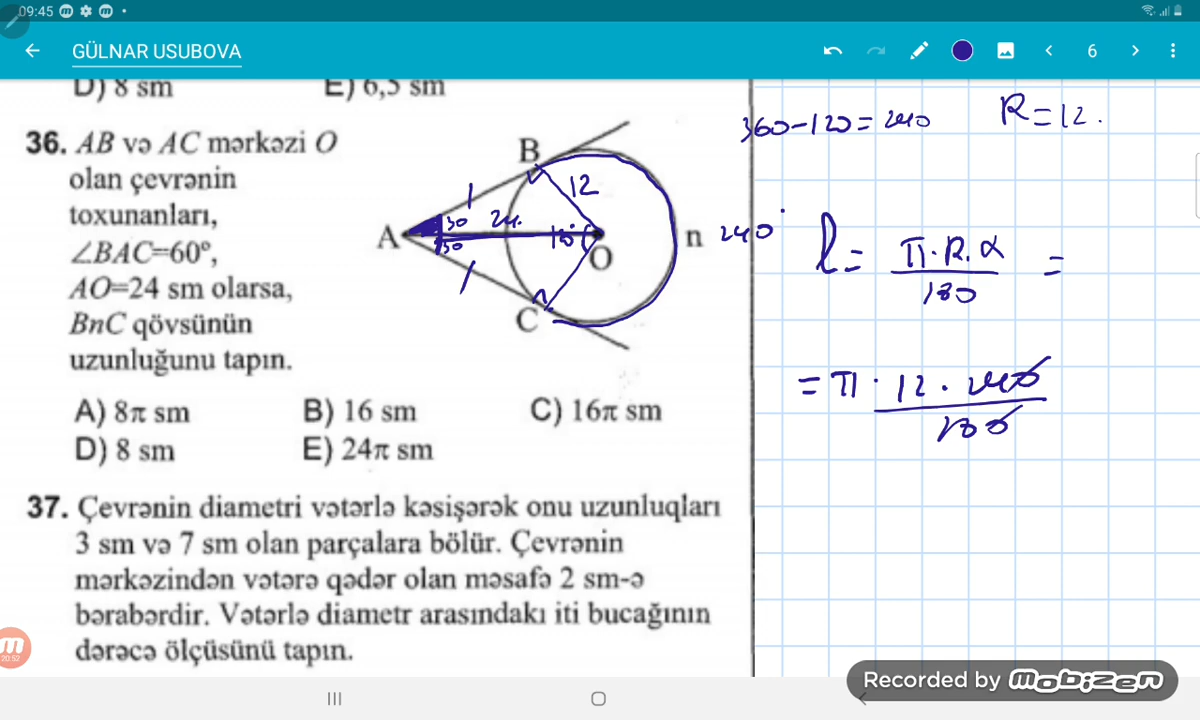 09:45
GÜLNAR USUBOVA
6
D) 8 sm E) 6,5 sm
36. AB və AC mərkəzi O
olan çevrənin
toxunanları,
∠BAC=60°,
AO=24 sm olarsa,
BnC qövsünün
uzunluğunu tapın.
B
12
A
30
24
30
O
C
n 240°
A) 8π sm B) 16 sm C) 16π sm
D) 8 sm E) 24π sm
37. Çevrənin diametri vətərlə kəsişərək onu uzunluqları
3 sm və 7 sm olan parçalara bölür. Çevrənin
mərkəzindən vətərə qədər olan məsafə 2 sm-ə
bərabərdir. Vətərlə diametr arasındakı iti bucağının
dərəcə ölçüsünü tapın.
360-120=240 R=12.
l = π·R·α / 180 =
= π · 12 · 240 / 180
20:52
Recorded by mobizen